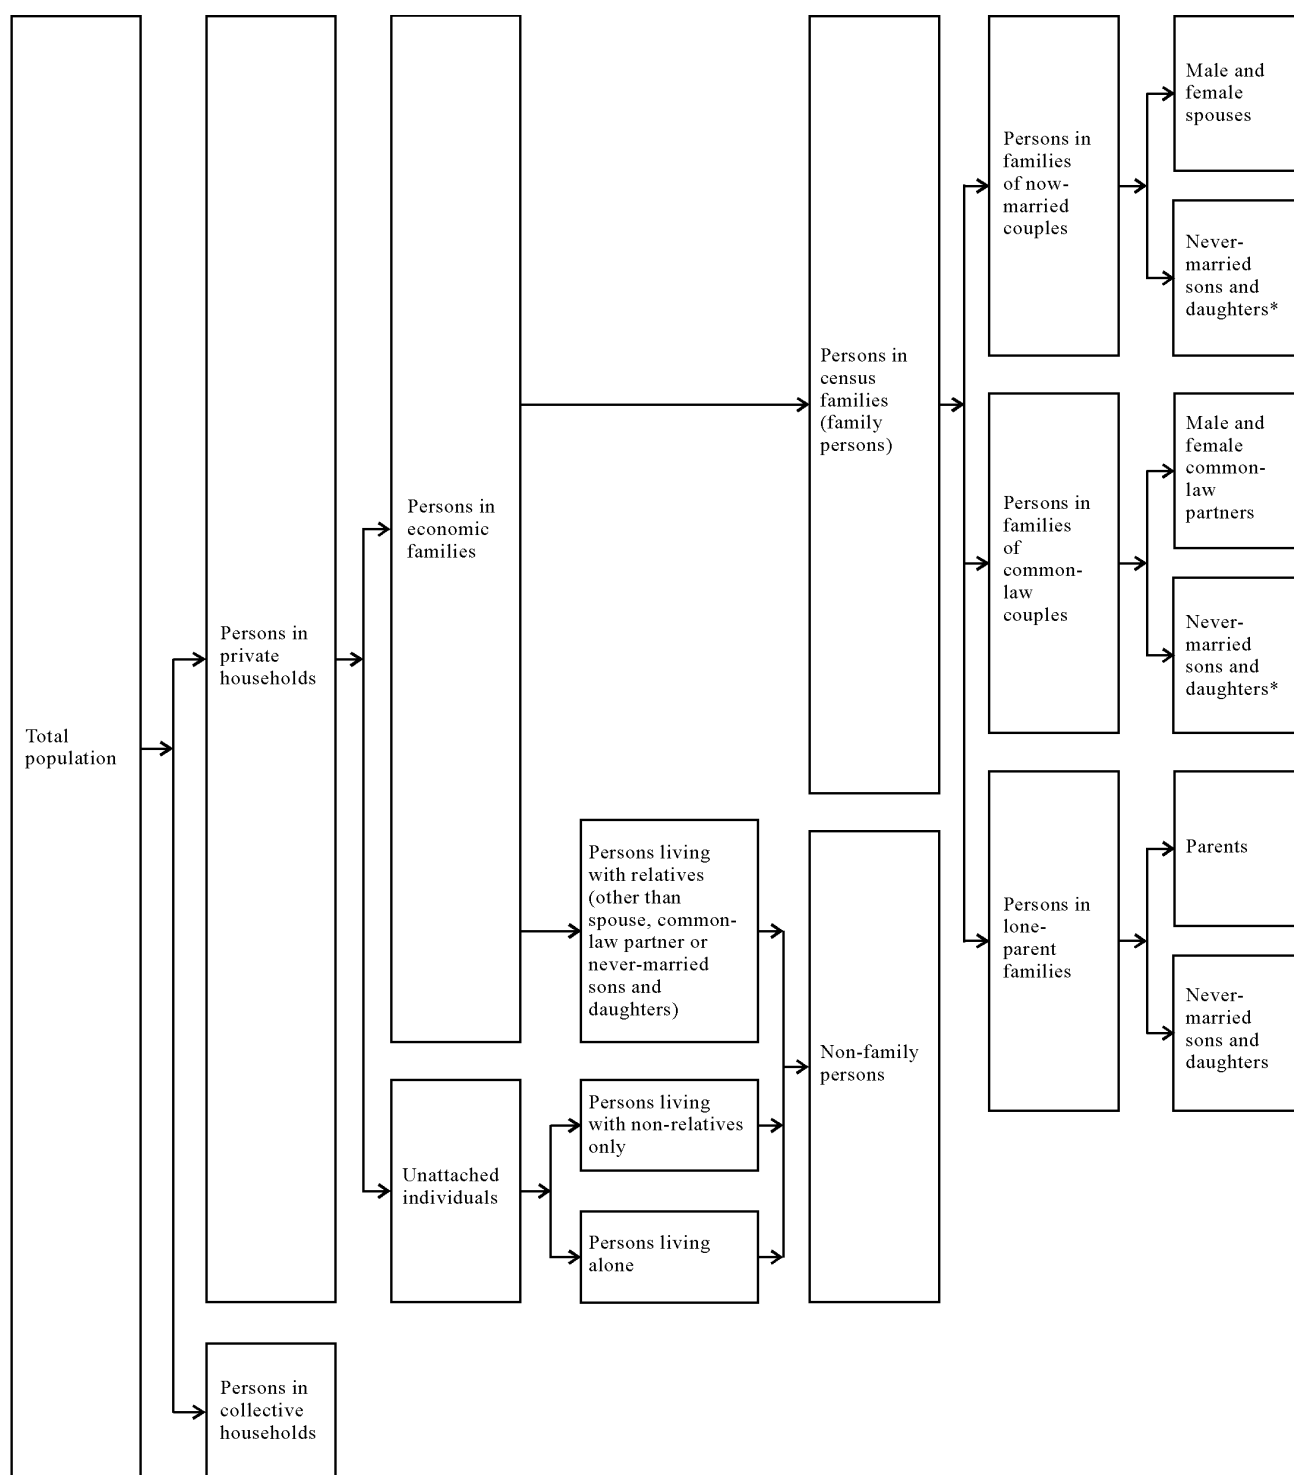 Total
population
Persons in
private
households
Persons in
collective
households
Persons in
economic
families
Unattached
individuals
Persons living
with relatives
(other than
spouse, common-
law partner or
never-married
sons and
daughters)
Persons living
with non-relatives
only
Persons living
alone
Persons in
census
families
(family
persons)
Non-family
persons
Persons in
families
of now-
married
couples
Persons in
families
of
common-
law
couples
Persons in
lone-
parent
families
Male and
female
spouses
Never-
married
sons and
daughters*
Male and
female
common-
law
partners
Never-
married
sons and
daughters*
Parents
Never-
married
sons and
daughters